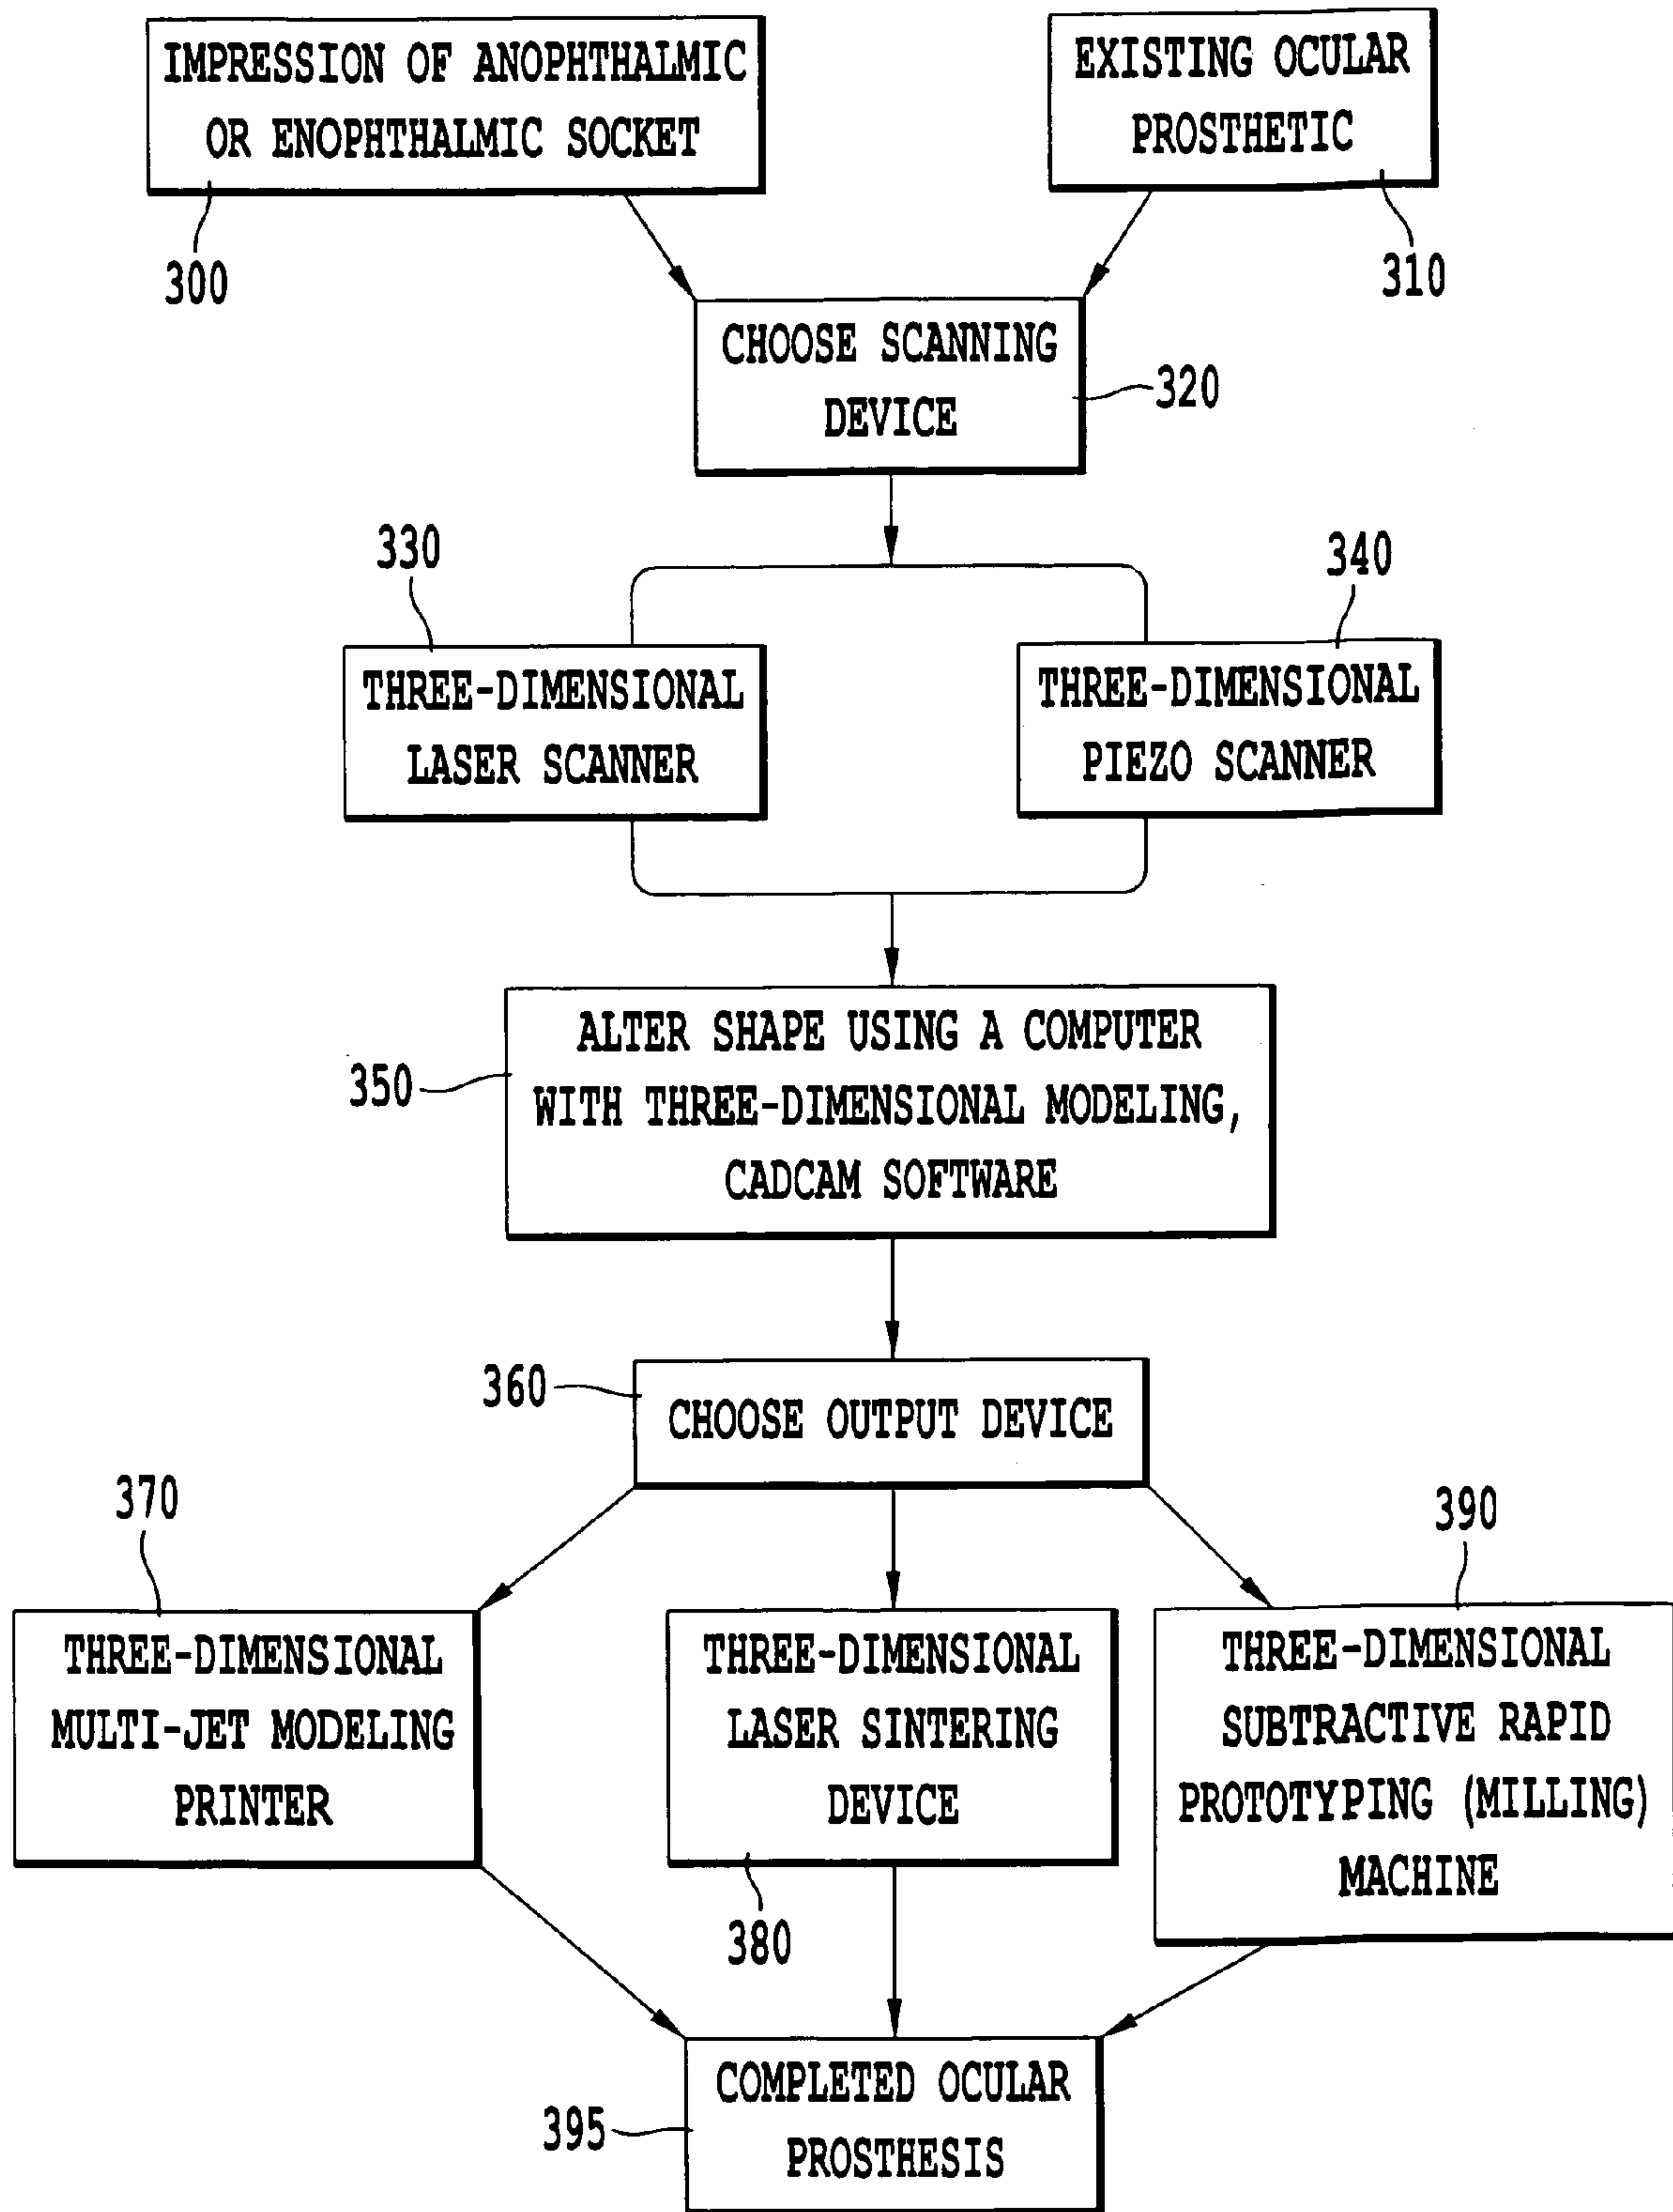 IMPRESSION OF ANOPHTHALMIC
OR ENOPHTHALMIC SOCKET
300
EXISTING OCULAR
PROSTHETIC
310
CHOOSE SCANNING
DEVICE
320
330
THREE-DIMENSIONAL
LASER SCANNER
340
THREE-DIMENSIONAL
PIEZO SCANNER
350
ALTER SHAPE USING A COMPUTER
WITH THREE-DIMENSIONAL MODELING,
CADCAM SOFTWARE
360
CHOOSE OUTPUT DEVICE
370
THREE-DIMENSIONAL
MULTI-JET MODELING
PRINTER
THREE-DIMENSIONAL
LASER SINTERING
DEVICE
380
390
THREE-DIMENSIONAL
SUBTRACTIVE RAPID
PROTOTYPING (MILLING)
MACHINE
395
COMPLETED OCULAR
PROSTHESIS